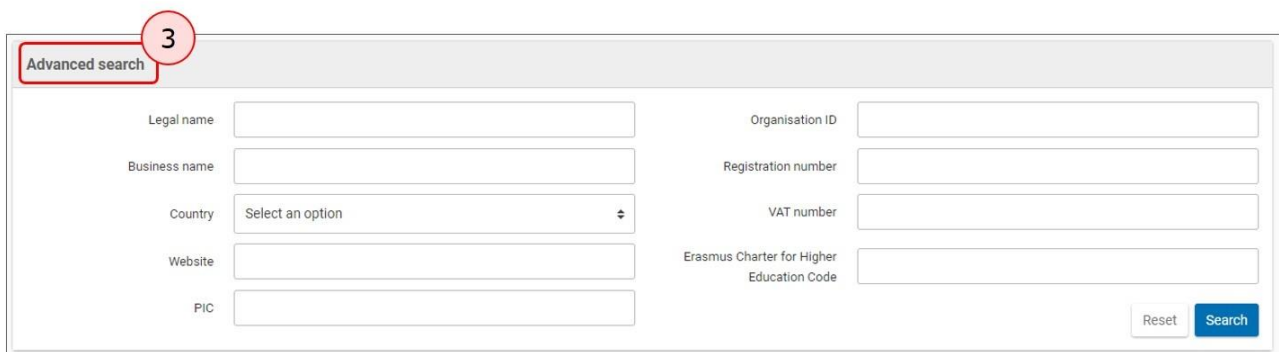 3
Advanced search
Legal name
Business name
Country
Select an option
Website
PIC
Organisation ID
Registration number
VAT number
Erasmus Charter for Higher
Education Code
Reset
Search